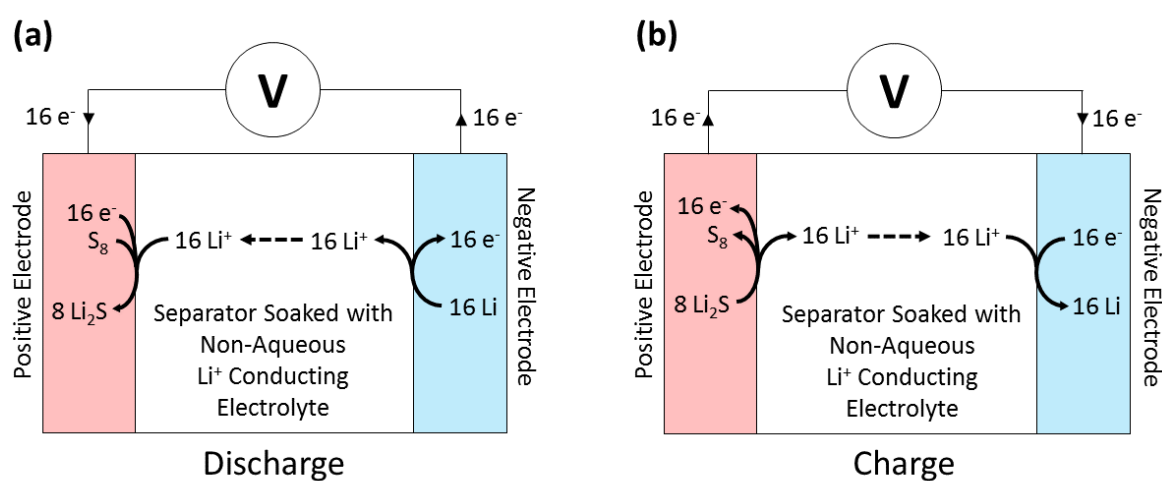 (a)
V
16 e⁻
16 e⁻
Positive Electrode
16 e⁻
S₈
8 Li₂S
16 Li⁺
16 Li⁺
16 e⁻
16 Li
Separator Soaked with
Non-Aqueous
Li⁺ Conducting
Electrolyte
Negative Electrode
Discharge
(b)
V
16 e⁻
16 e⁻
Positive Electrode
16 e⁻
S₈
8 Li₂S
16 Li⁺
16 Li⁺
16 e⁻
16 Li
Separator Soaked with
Non-Aqueous
Li⁺ Conducting
Electrolyte
Negative Electrode
Charge